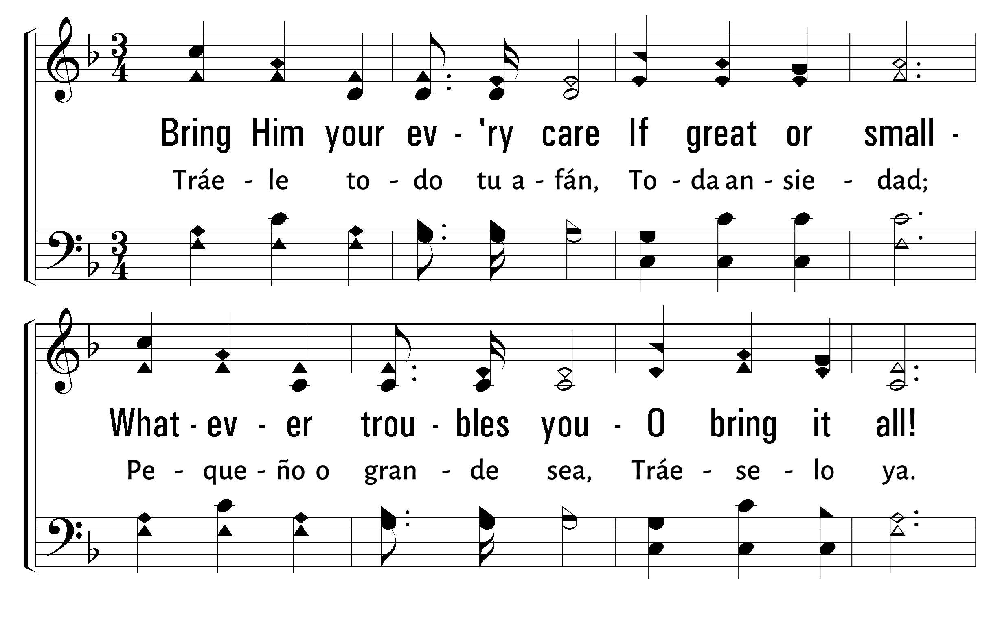 Bring Him your ev - 'ry care If great or small -
Tráe - le to - do tu a - fán, To - da an - sie - dad;
What - ev - er trou - bles you - O bring it all!
Pe - que - ño o gran - de sea, Tráe - se - lo ya.